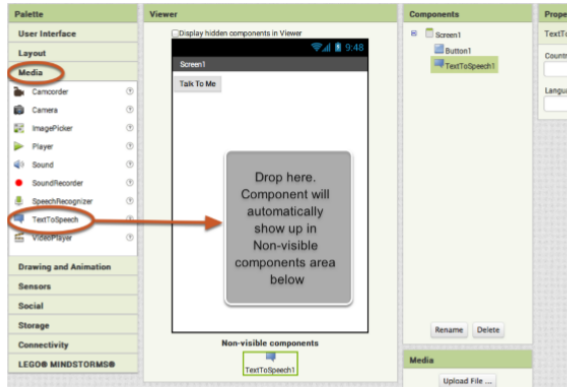 Palette
User Interface
Layout
Media
Camcorder
Camera
ImagePicker
Player
Sound
SoundRecorder
SpeechRecognizer
TextToSpeech
VideoPlayer
Drawing and Animation
Sensors
Social
Storage
Connectivity
LEGO® MINDSTORMS®
Viewer
Display hidden components in Viewer
9:48
Screen1
Talk To Me
Drop here.
Component will
automatically
show up in
Non-visible
components area
below
Non-visible components
TextToSpeech1
Components
Screen1
Button1
TextToSpeech1
Rename Delete
Media
Upload File ...
Prope
TextTo
Countr
Langua